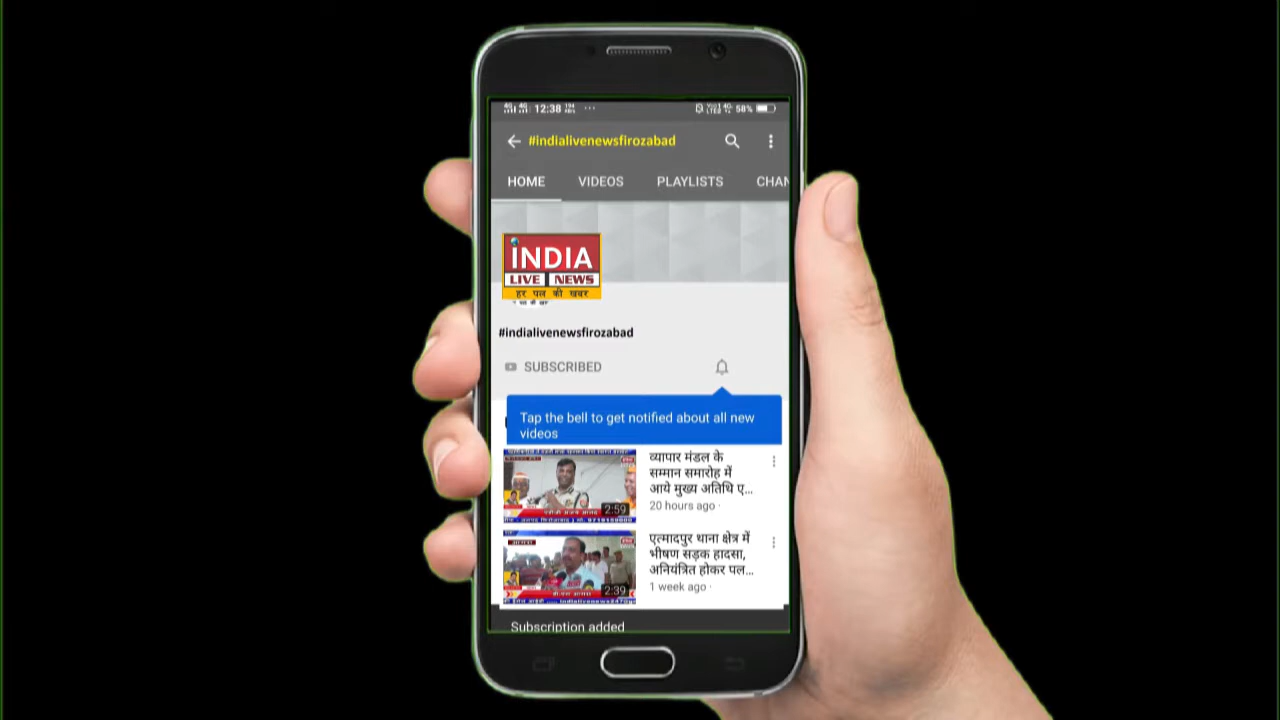 12:38 ... 58%
#indialivenewsfirozabad
HOME VIDEOS PLAYLISTS CHAN
INDIA
LIVE NEWS
हर पल की खबर
#indialivenewsfirozabad
SUBSCRIBED
Tap the bell to get notified about all new
videos
व्यापार मंडल के
सम्मान समारोह में
आये मुख्य अतिथि ए...
20 hours ago ·
2:59
एत्मादपुर थाना क्षेत्र में
भीषण सड़क हादसा,
अनियंत्रित होकर पल...
1 week ago ·
2:39
Subscription added